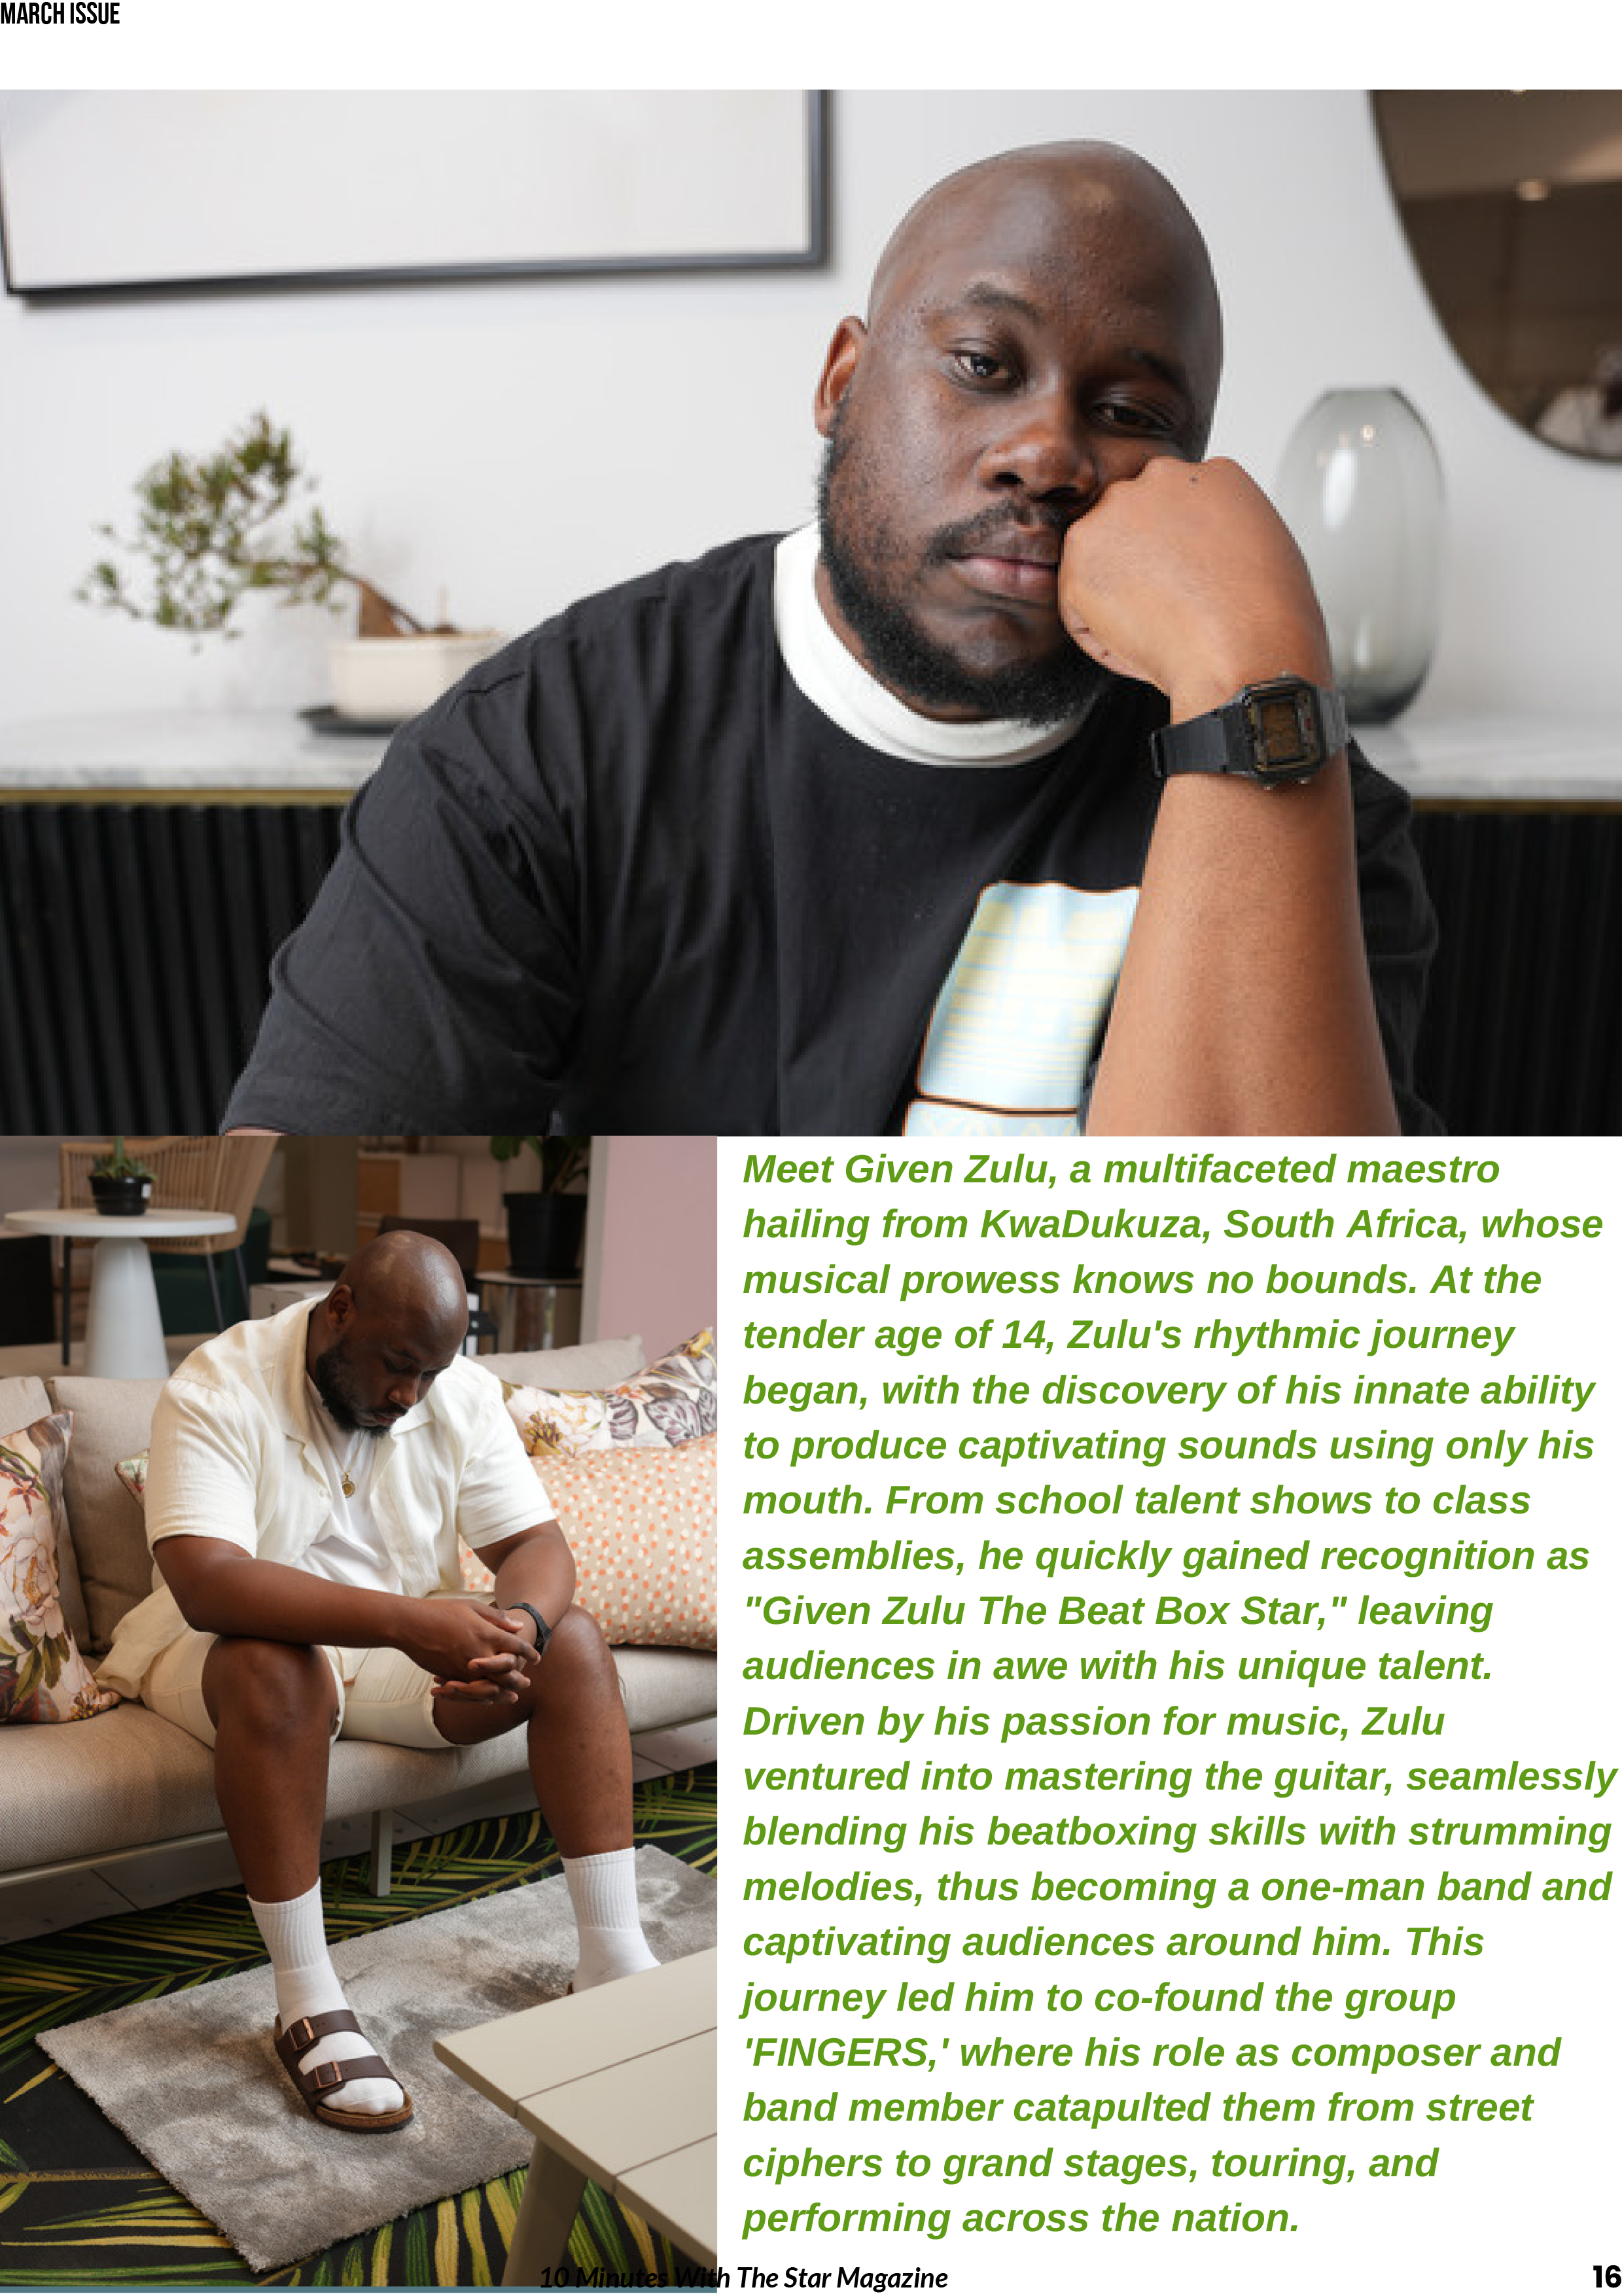 MARCH ISSUE
Meet Given Zulu, a multifaceted maestro
hailing from KwaDukuza, South Africa, whose
musical prowess knows no bounds. At the
tender age of 14, Zulu's rhythmic journey
began, with the discovery of his innate ability
to produce captivating sounds using only his
mouth. From school talent shows to class
assemblies, he quickly gained recognition as
"Given Zulu The Beat Box Star," leaving
audiences in awe with his unique talent.
Driven by his passion for music, Zulu
ventured into mastering the guitar, seamlessly
blending his beatboxing skills with strumming
melodies, thus becoming a one-man band and
captivating audiences around him. This
journey led him to co-found the group
'FINGERS,' where his role as composer and
band member catapulted them from street
ciphers to grand stages, touring, and
performing across the nation.
10 Minutes With The Star Magazine
16